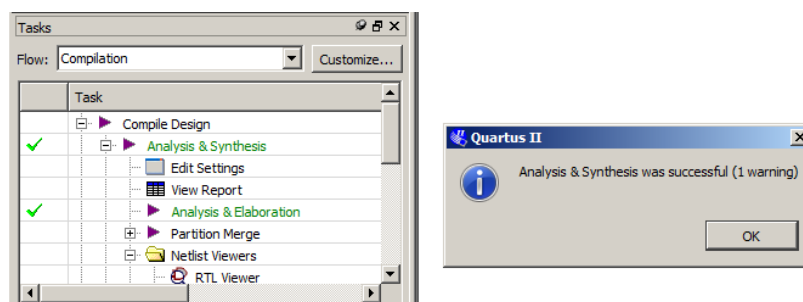 Tasks
Flow: Compilation Customize...
Task
Compile Design
Analysis & Synthesis
Edit Settings
View Report
Analysis & Elaboration
Partition Merge
Netlist Viewers
RTL Viewer
Quartus II
Analysis & Synthesis was successful (1 warning)
OK